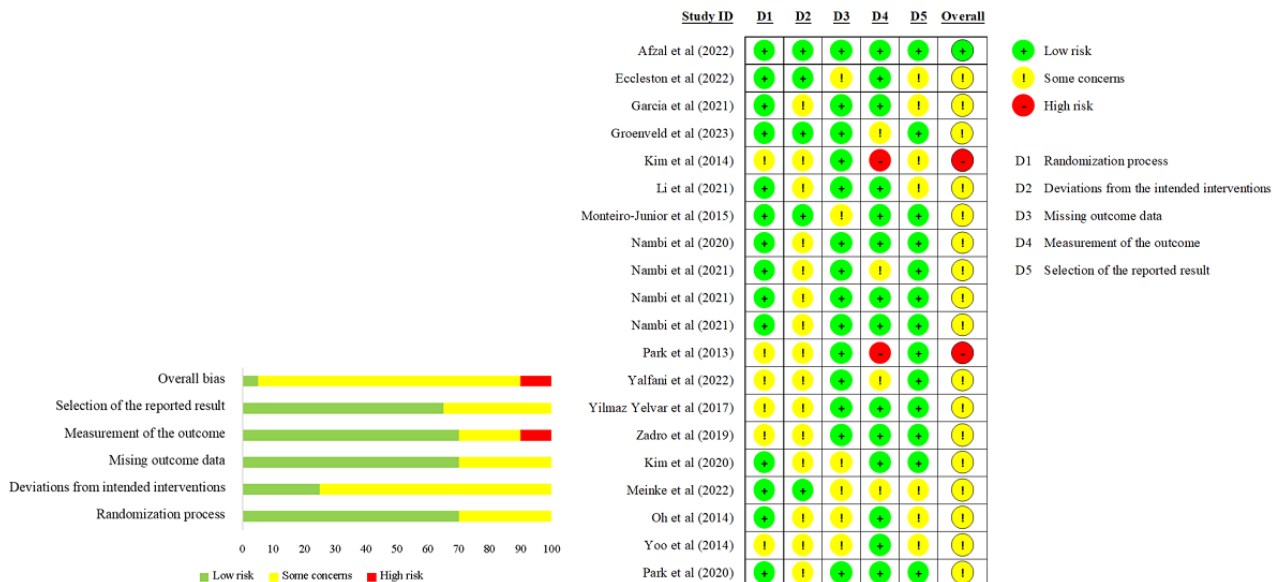 Study ID D1 D2 D3 D4 D5 Overall
Afzal et al (2022) + + + + + +
Eccleston et al (2022) + + ! + ! !
Garcia et al (2021) + ! + + ! !
Groenveld et al (2023) + + + ! + !
Kim et al (2014) ! ! + - ! -
Li et al (2021) + ! + + ! !
Monteiro-Junior et al (2015) + + ! + + !
Nambi et al (2020) + ! + + + !
Nambi et al (2021) + ! + ! + !
Nambi et al (2021) + ! + + + !
Nambi et al (2021) + ! + + + !
Park et al (2013) ! ! + - + -
Yalfani et al (2022) ! ! + ! + !
Yilmaz Yelvar et al (2017) ! ! + + + !
Zadro et al (2019) ! ! + + + !
Kim et al (2020) + ! ! + + !
Meinke et al (2022) + + ! ! ! !
Oh et al (2014) + ! ! + ! !
Yoo et al (2014) ! ! ! + ! !
Park et al (2020) + ! + + + !
+ Low risk
! Some concerns
- High risk
D1 Randomization process
D2 Deviations from the intended interventions
D3 Missing outcome data
D4 Measurement of the outcome
D5 Selection of the reported result
Overall bias
Selection of the reported result
Measurement of the outcome
Mising outcome data
Deviations from intended interventions
Randomization process
0 10 20 30 40 50 60 70 80 90 100
Low risk Some concerns High risk